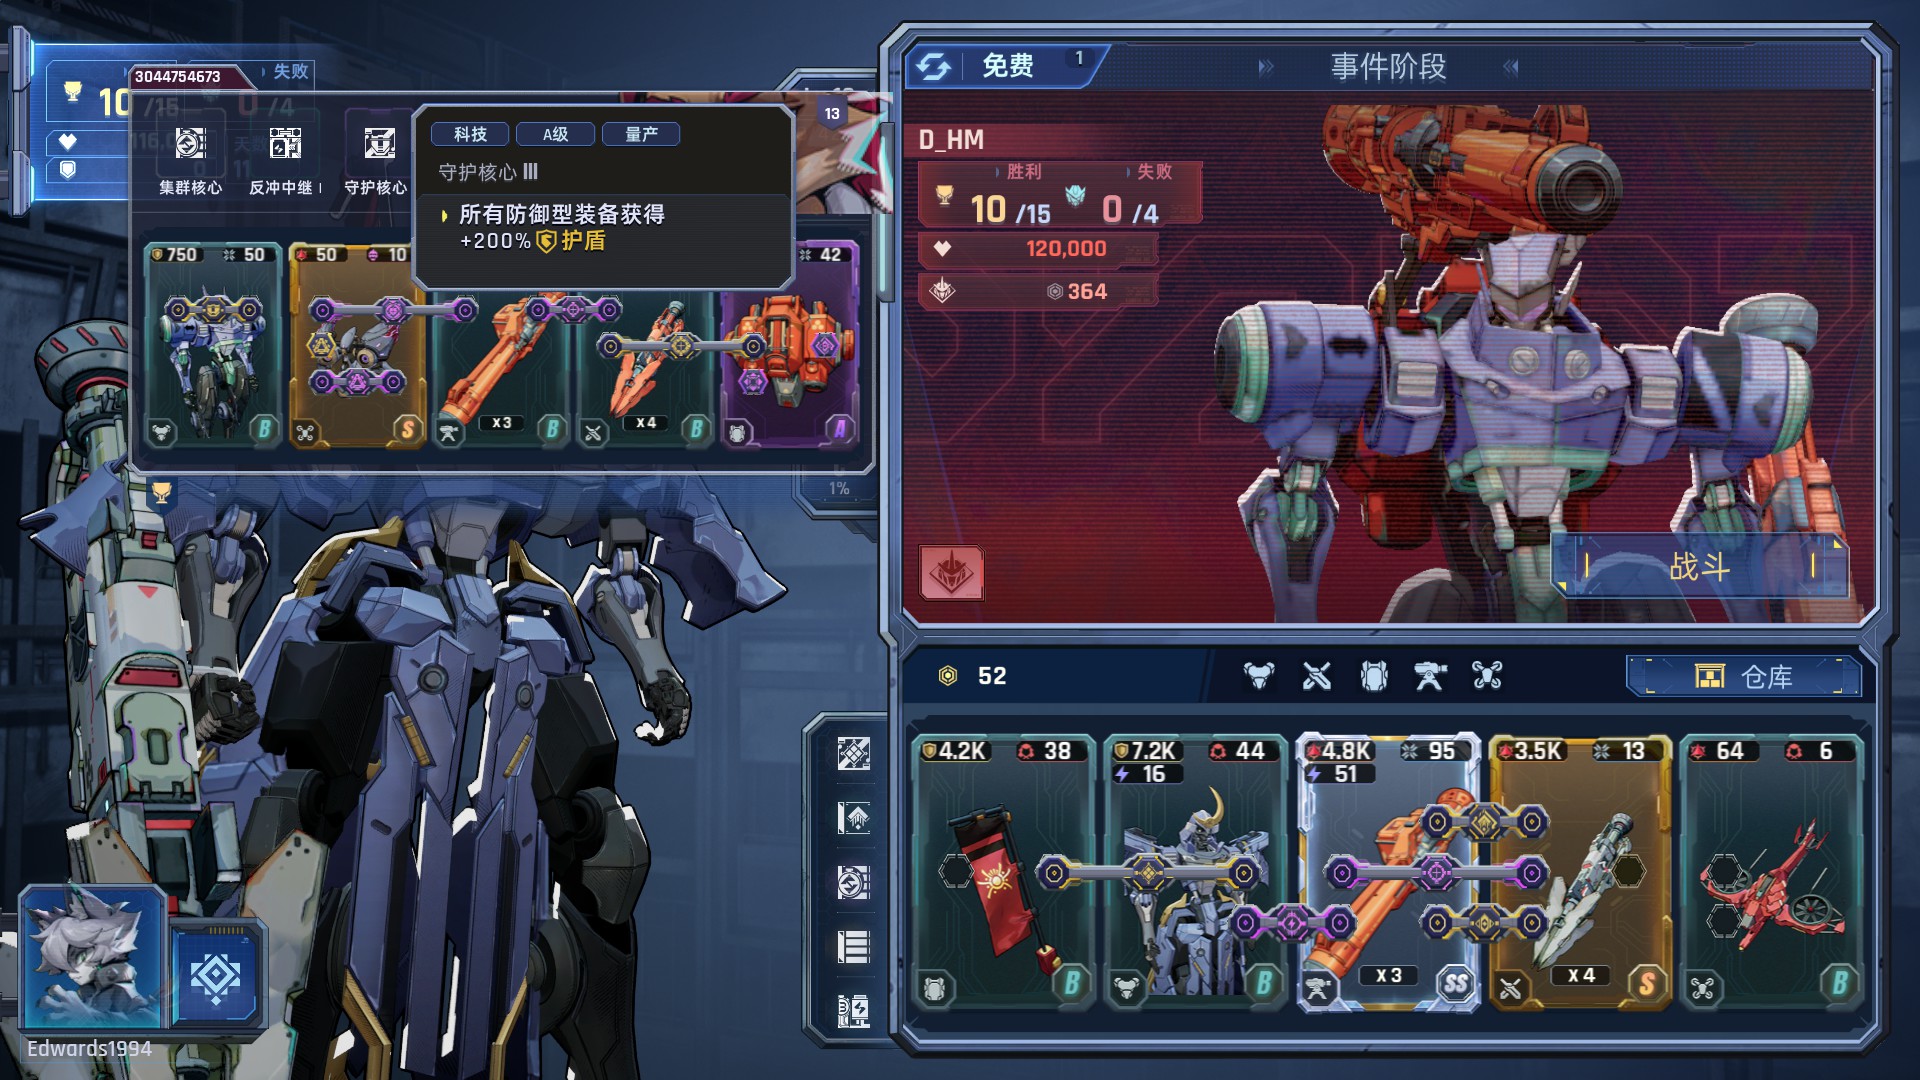 3044754673
失败
10 /15
0 /4
116,0
天数
11
集群核心
反冲中继 I
守护核心
科技
A级
量产
守护核心 III
所有防御型装备获得
+200% 护盾
13
750
50
50
10
42
B
S
x3
B
x4
B
A
1%
免费
1
事件阶段
D_HM
胜利
失败
10 /15
0 /4
120,000
364
战斗
52
仓库
4.2K
38
7.2K
44
16
4.8K
95
51
3.5K
13
64
6
B
B
x3
SS
x4
S
B
Edwards1994